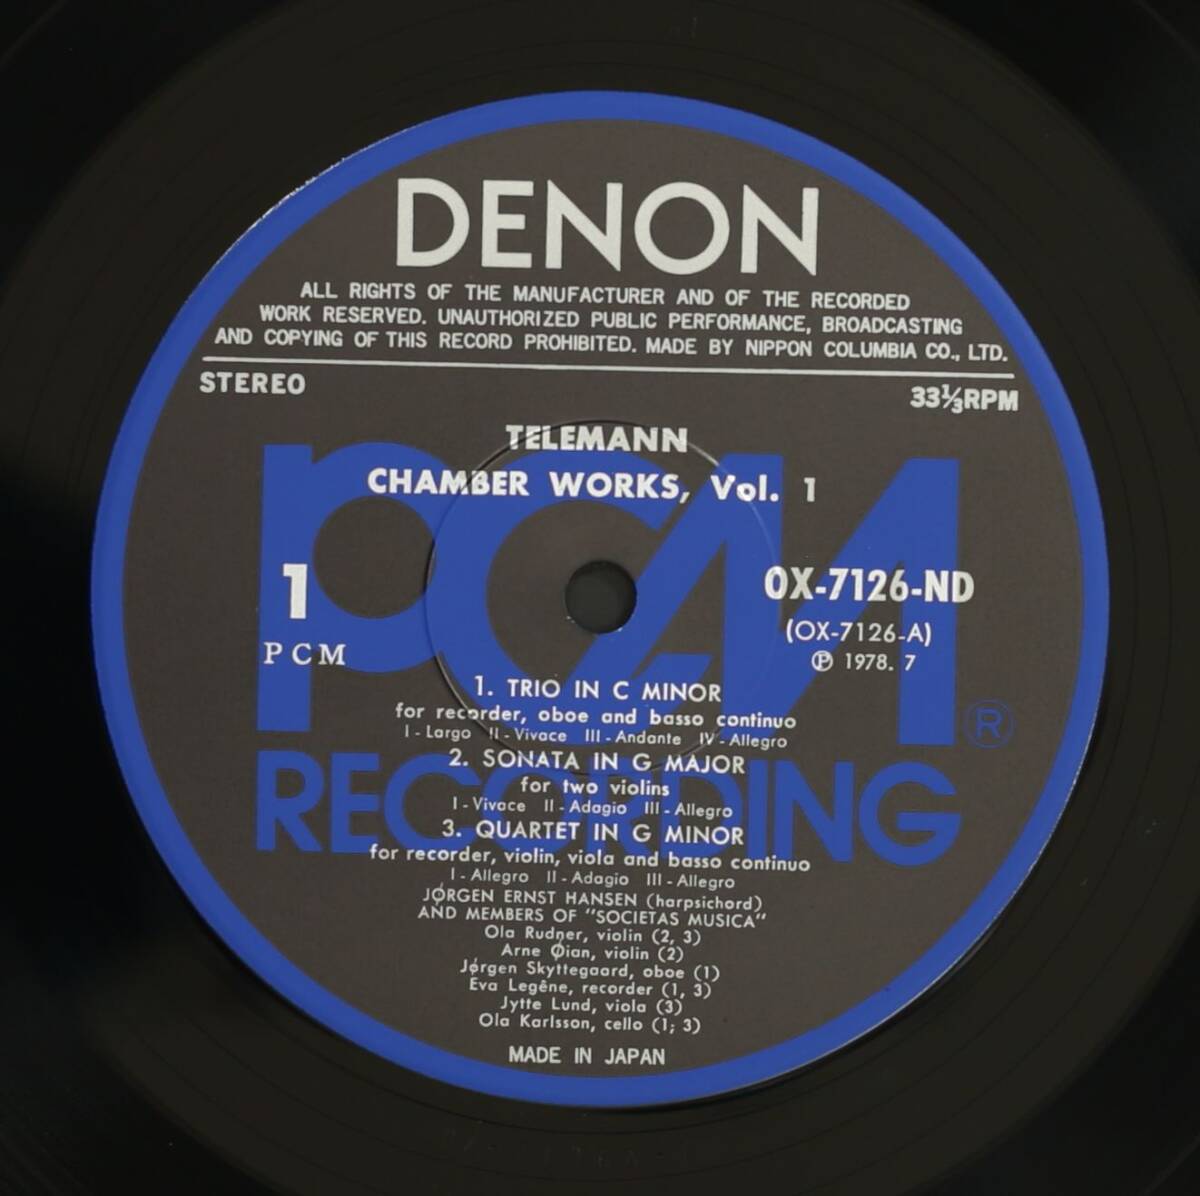 DENON
ALL RIGHTS OF THE MANUFACTURER AND OF THE RECORDED
WORK RESERVED. UNAUTHORIZED PUBLIC PERFORMANCE, BROADCASTING
AND COPYING OF THIS RECORD PROHIBITED. MADE BY NIPPON COLUMBIA CO., LTD.
STEREO
33⅓RPM
TELEMANN
CHAMBER WORKS, Vol. 1
PCM
RECORDING
®
1
PCM
OX-7126-ND
(OX-7126-A)
℗ 1978. 7
1. TRIO IN C MINOR
for recorder, oboe and basso continuo
I - Largo II - Vivace III - Andante IV - Allegro
2. SONATA IN G MAJOR
for two violins
I - Vivace II - Adagio III - Allegro
3. QUARTET IN G MINOR
for recorder, violin, viola and basso continuo
I - Allegro II - Adagio III - Allegro
JØRGEN ERNST HANSEN (harpsichord)
AND MEMBERS OF "SOCIETAS MUSICA"
Ola Rudner, violin (2, 3)
Arne Øian, violin (2)
Jørgen Skyttegaard, oboe (1)
Eva Legêne, recorder (1, 3)
Jytte Lund, viola (3)
Ola Karlsson, cello (1; 3)
MADE IN JAPAN